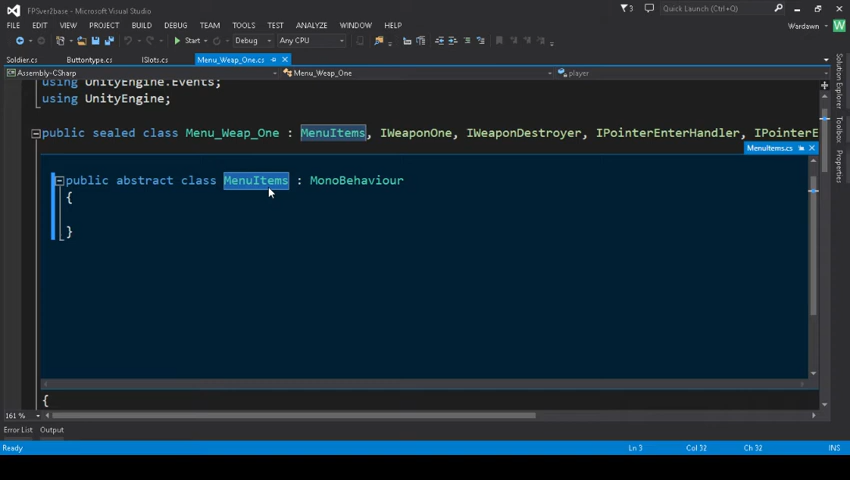 FPSver2base - Microsoft Visual Studio
3
Quick Launch (Ctrl+Q)
FILE EDIT VIEW PROJECT BUILD DEBUG TEAM TOOLS TEST ANALYZE WINDOW HELP
Wardawn
Start Debug Any CPU
Soldier.cs Buttontype.cs ISlots.cs Menu_Weap_One.cs
Assembly-CSharp Menu_Weap_One player
using UnityEngine.Events;
using UnityEngine;
public sealed class Menu_Weap_One : MenuItems, IWeaponOne, IWeaponDestroyer, IPointerEnterHandler, IPointerE
MenuItems.cs
public abstract class MenuItems : MonoBehaviour
{
}
{
161 %
Error List Output
Ready Ln 3 Col 32 Ch 32 INS
Solution Explorer
Toolbox
Properties